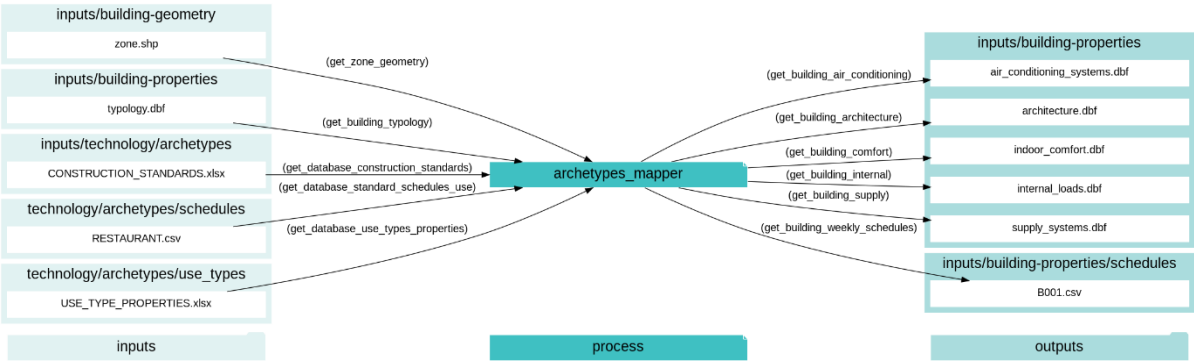 inputs/building-geometry
zone.shp
inputs/building-properties
typology.dbf
inputs/technology/archetypes
CONSTRUCTION_STANDARDS.xlsx
technology/archetypes/schedules
RESTAURANT.csv
technology/archetypes/use_types
USE_TYPE_PROPERTIES.xlsx
(get_zone_geometry)
(get_building_typology)
(get_database_construction_standards)
(get_database_standard_schedules_use)
(get_database_use_types_properties)
archetypes_mapper
(get_building_air_conditioning)
(get_building_architecture)
(get_building_comfort)
(get_building_internal)
(get_building_supply)
(get_building_weekly_schedules)
inputs/building-properties
air_conditioning_systems.dbf
architecture.dbf
indoor_comfort.dbf
internal_loads.dbf
supply_systems.dbf
inputs/building-properties/schedules
B001.csv
inputs
process
outputs